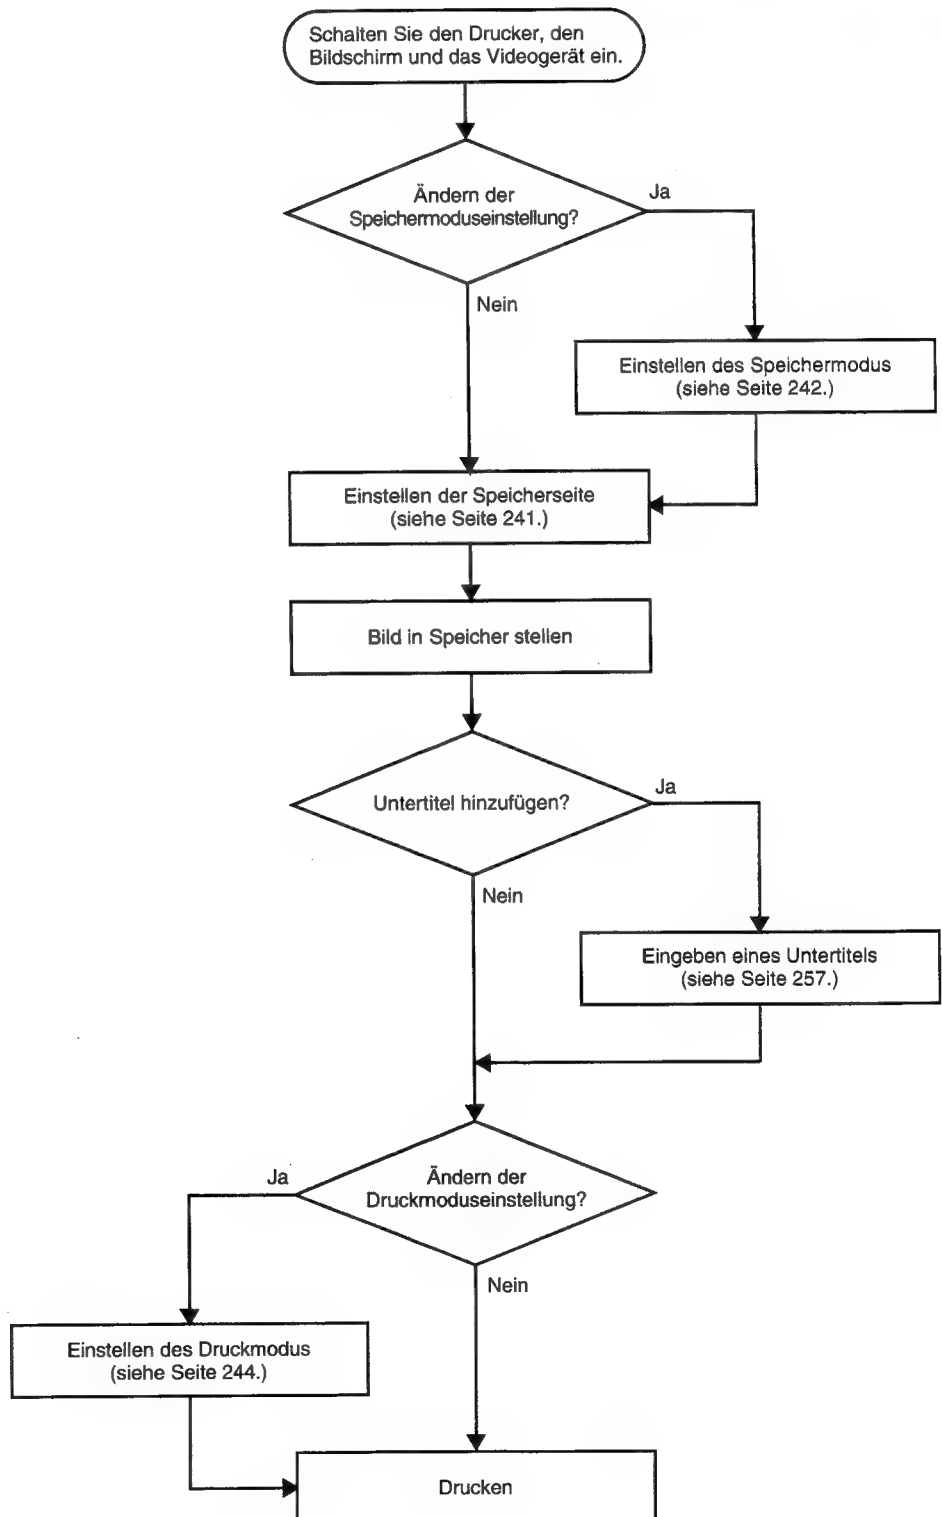 Schalten Sie den Drucker, den
Bildschirm und das Videogerät ein.
Ändern der
Speichermoduseinstellung?
Ja
Nein
Einstellen des Speichermodus
(siehe Seite 242.)
Einstellen der Speicherseite
(siehe Seite 241.)
Bild in Speicher stellen
Untertitel hinzufügen?
Ja
Nein
Eingeben eines Untertitels
(siehe Seite 257.)
Ja
Ändern der
Druckmoduseinstellung?
Nein
Einstellen des Druckmodus
(siehe Seite 244.)
Drucken